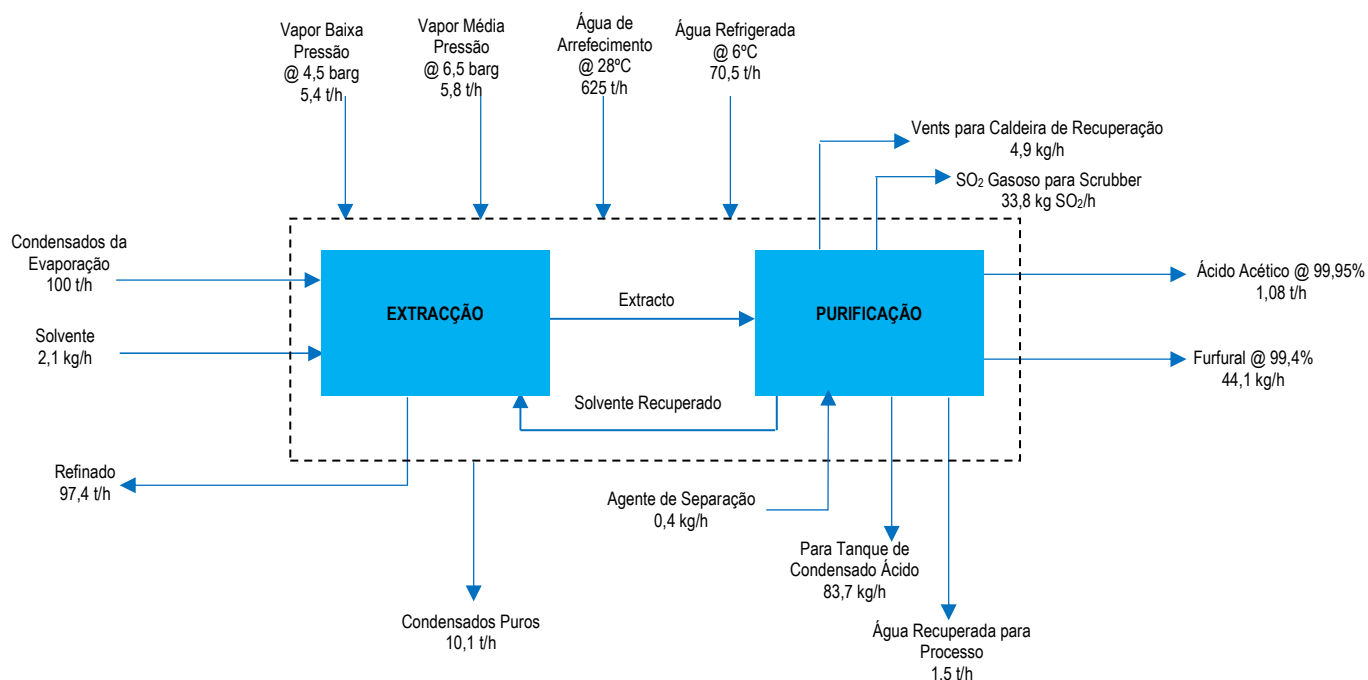 Vapor Baixa
Pressão
@ 4,5 barg
5,4 t/h
Vapor Média
Pressão
@ 6,5 barg
5,8 t/h
Água de
Arrefecimento
@ 28ºC
625 t/h
Água Refrigerada
@ 6ºC
70,5 t/h
Vents para Caldeira de Recuperação
4,9 kg/h
SO₂ Gasoso para Scrubber
33,8 kg SO₂/h
Condensados da
Evaporação
100 t/h
Solvente
2,1 kg/h
EXTRACÇÃO
Extracto
PURIFICAÇÃO
Ácido Acético @ 99,95%
1,08 t/h
Furfural @ 99,4%
44,1 kg/h
Solvente Recuperado
Refinado
97,4 t/h
Agente de Separação
0,4 kg/h
Para Tanque de
Condensado Ácido
83,7 kg/h
Condensados Puros
10,1 t/h
Água Recuperada para
Processo
1,5 t/h